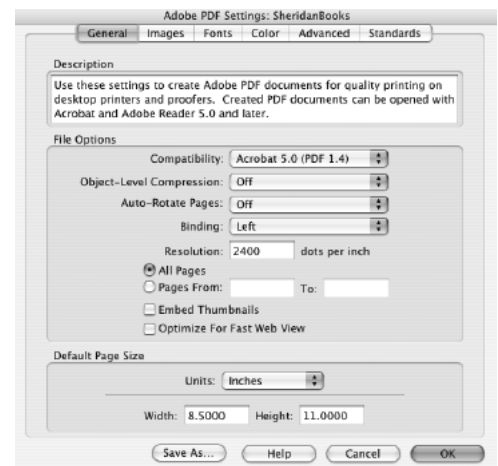 Adobe PDF Settings: SheridanBooks
General Images Fonts Color Advanced Standards
Description
Use these settings to create Adobe PDF documents for quality printing on
desktop printers and proofers. Created PDF documents can be opened with
Acrobat and Adobe Reader 5.0 and later.
File Options
Compatibility: Acrobat 5.0 (PDF 1.4)
Object-Level Compression: Off
Auto-Rotate Pages: Off
Binding: Left
Resolution: 2400 dots per inch
All Pages
Pages From: To:
Embed Thumbnails
Optimize For Fast Web View
Default Page Size
Units: Inches
Width: 8.5000 Height: 11.0000
Save As... Help Cancel OK